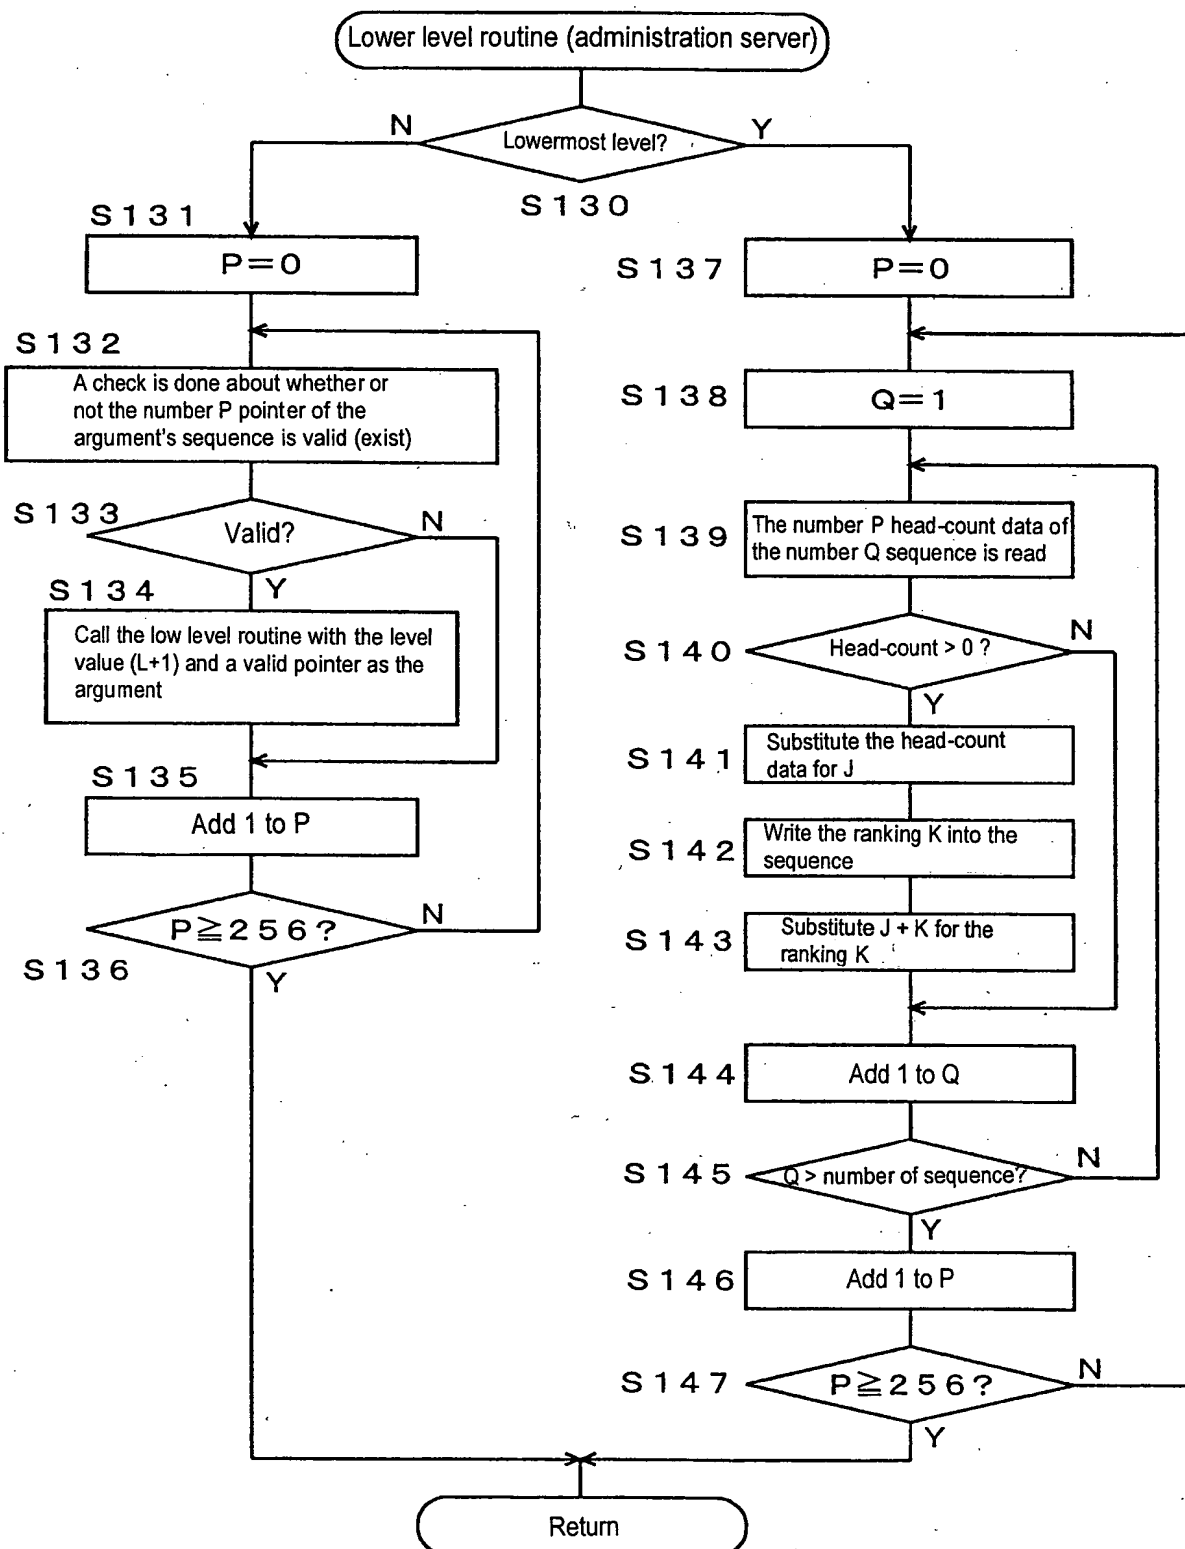 Lower level routine (administration server)
N
Lowermost level?
Y
S130
S131
P=0
S132
A check is done about whether or
not the number P pointer of the
argument's sequence is valid (exist)
S133
Valid?
N
Y
S134
Call the low level routine with the level
value (L+1) and a valid pointer as the
argument
S135
Add 1 to P
P≧256?
N
S136
Y
S137
P=0
S138
Q=1
S139
The number P head-count data of
the number Q sequence is read
S140
Head-count > 0 ?
N
Y
S141
Substitute the head-count
data for J
S142
Write the ranking K into the
sequence
S143
Substitute J + K for the
ranking K
S144
Add 1 to Q
S145
Q > number of sequence?
N
Y
S146
Add 1 to P
S147
P≧256?
N
Y
Return